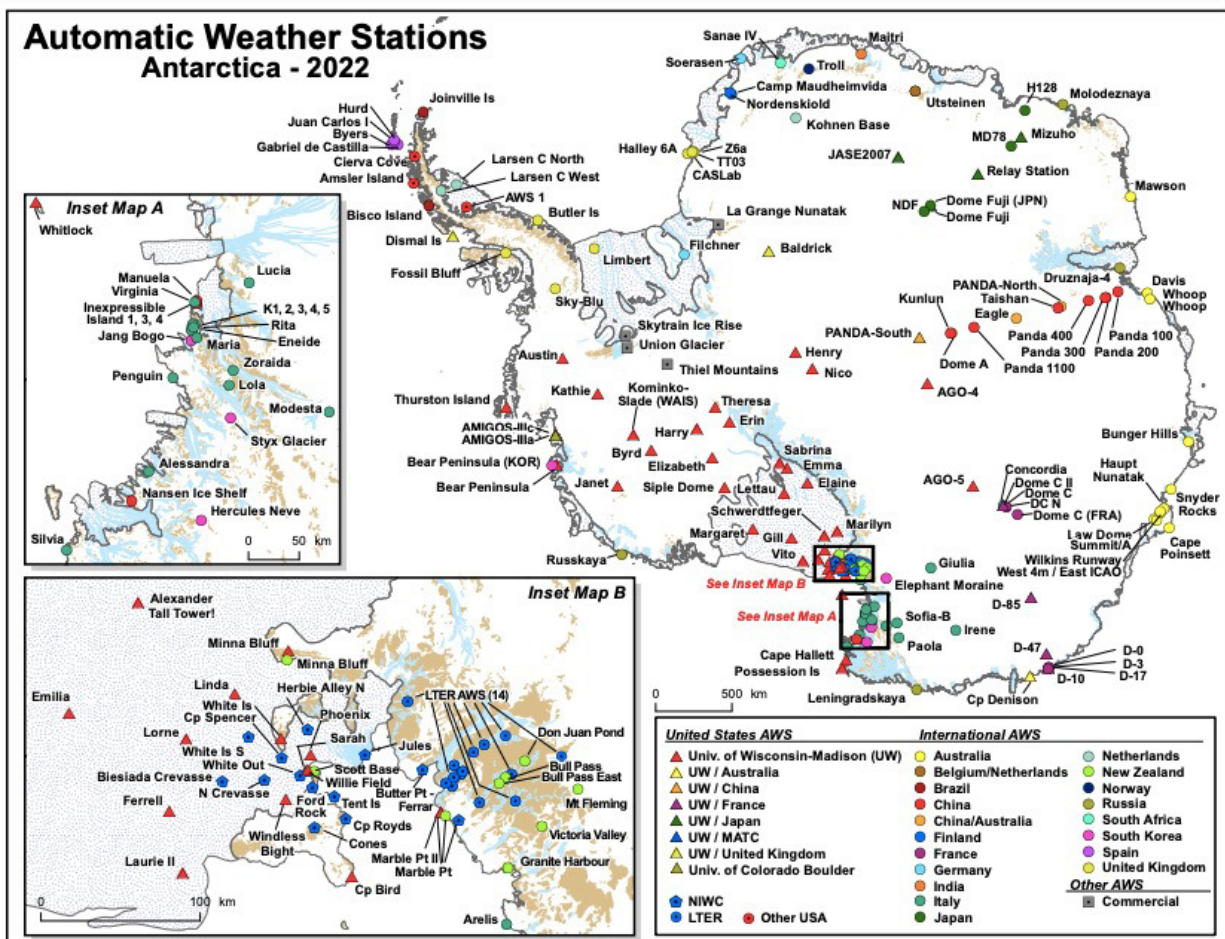 Automatic Weather Stations
Antarctica - 2022
Sanae IV
Maitri
Soerasen
Troll
Camp Maudheimvida
Nordenskiold
Utsteinen
H128
Molodeznaya
Kohnen Base
MD78
Mizuho
JASE2007
Relay Station
Halley 6A
Z6a
TT03
CASLab
Mawson
NDF
Dome Fuji (JPN)
Dome Fuji
Joinville Is
Hurd
Juan Carlos I
Byers
Gabriel de Castilla
Cierva Cove
Amsler Island
Larsen C North
Larsen C West
AWS 1
Bisco Island
Butler Is
Dismal Is
Fossil Bluff
Limbert
Filchner
La Grange Nunatak
Baldrick
Sky-Blu
Druznaja-4
Davis
Whoop
Whoop
PANDA-North
Taishan
Eagle
Kunlun
PANDA-South
Dome A
Panda 100
Panda 200
Panda 300
Panda 400
Panda 1100
Skytrain Ice Rise
Union Glacier
Thiel Mountains
Austin
Henry
Nico
AGO-4
Kathie
Kominko-
Slade (WAIS)
Theresa
Erin
Thurston Island
Harry
AMIGOS-IIIc
AMIGOS-IIIa
Byrd
Elizabeth
Sabrina
Emma
Elaine
Bear Peninsula (KOR)
Bear Peninsula
Janet
Siple Dome
Lettau
Schwerdtfeger
Marilyn
Margaret
Gill
Vito
Russkaya
Bunger Hills
Haupt
Nunatak
Concordia
Dome C II
Dome C
DC N
Dome C (FRA)
AGO-5
Snyder
Rocks
Law Dome
Summit/A
Cape
Poinsett
Wilkins Runway
West 4m / East ICAO
Giulia
Elephant Moraine
D-85
See Inset Map B
See Inset Map A
Sofia-B
Irene
Paola
Cape Hallett
Possession Is
Leningradskaya
D-47
D-0
D-3
D-17
D-10
Cp Denison
0 500 km
Inset Map A
Whitlock
Lucia
Manuela
Virginia
Inexpressible
Island 1, 3, 4
Jang Bogo
K1, 2, 3, 4, 5
Rita
Eneide
Maria
Zoraida
Penguin
Lola
Modesta
Styx Glacier
Alessandra
Nansen Ice Shelf
Hercules Neve
Silvia
0 50
km
Inset Map B
Alexander
Tall Tower!
Minna Bluff
Minna Bluff
Emilia
Linda
Herbie Alley N
LTER AWS (14)
White Is
Cp Spencer
Phoenix
Lorne
Sarah
Jules
Don Juan Pond
White Is S
White Out
Scott Base
Willie Field
Bull Pass
Bull Pass East
Biesiada Crevasse
N Crevasse
Butter Pt -
Ferrar
Mt Fleming
Ferrell
Ford
Rock
Tent Is
Cp Royds
Windless
Bight
Cones
Victoria Valley
Marble Pt II
Marble Pt
Granite Harbour
Laurie II
Cp Bird
Arelis
0 100 km
United States AWS
Univ. of Wisconsin-Madison (UW)
UW / Australia
UW / China
UW / France
UW / Japan
UW / MATC
UW / United Kingdom
Univ. of Colorado Boulder
NIWC
LTER
Other USA
International AWS
Australia
Belgium/Netherlands
Brazil
China
China/Australia
Finland
France
Germany
India
Italy
Japan
Netherlands
New Zealand
Norway
Russia
South Africa
South Korea
Spain
United Kingdom
Other AWS
Commercial